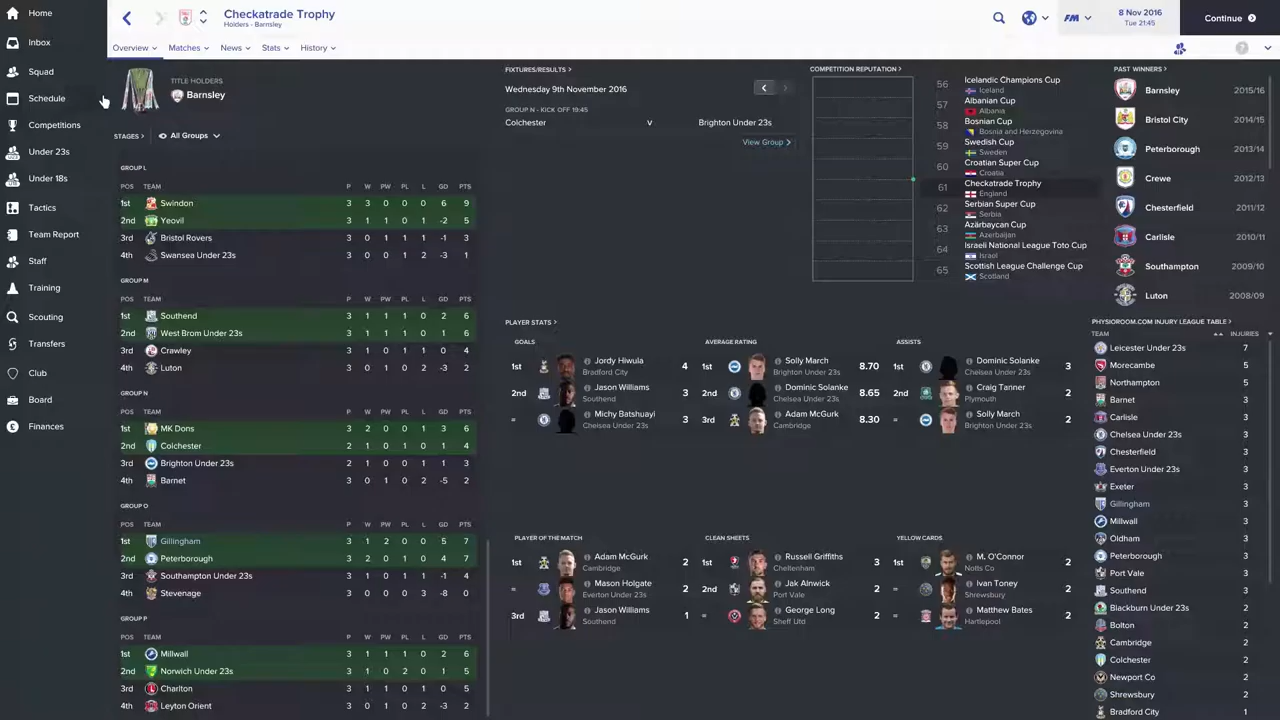 Home
Inbox
Squad
Schedule
Competitions
Under 23s
Under 18s
Tactics
Team Report
Staff
Training
Scouting
Transfers
Club
Board
Finances
Checkatrade Trophy
Holders - Barnsley
FM
8 Nov 2016
Tue 21:45
Continue
Overview Matches News Stats History
TITLE HOLDERS
Barnsley
STAGES > All Groups
GROUP L
POS TEAM P W PW PL L GD PTS
1st Swindon 3 3 0 0 0 6 9
2nd Yeovil 3 1 1 0 1 -2 5
3rd Bristol Rovers 3 0 1 1 1 -1 3
4th Swansea Under 23s 3 0 0 1 2 -3 1
GROUP M
POS TEAM P W PW PL L GD PTS
1st Southend 3 1 1 1 0 2 6
2nd West Brom Under 23s 3 1 1 1 0 1 6
3rd Crawley 3 1 0 1 1 0 4
4th Luton 3 0 1 0 2 -3 2
GROUP N
POS TEAM P W PW PL L GD PTS
1st MK Dons 3 2 0 0 1 3 6
2nd Colchester 2 1 0 1 0 1 4
3rd Brighton Under 23s 2 1 0 0 1 1 3
4th Barnet 3 0 1 0 2 -5 2
GROUP O
POS TEAM P W PW PL L GD PTS
1st Gillingham 3 1 2 0 0 5 7
2nd Peterborough 3 2 0 1 0 4 7
3rd Southampton Under 23s 3 1 0 1 1 -1 4
4th Stevenage 3 0 0 0 3 -8 0
GROUP P
POS TEAM P W PW PL L GD PTS
1st Millwall 3 1 1 1 0 2 6
2nd Norwich Under 23s 3 1 0 2 0 1 5
3rd Charlton 3 1 1 0 1 0 5
4th Leyton Orient 3 0 1 0 2 -3 2
FIXTURES/RESULTS >
Wednesday 9th November 2016
GROUP N - KICK OFF 19:45
Colchester v Brighton Under 23s
View Group >
PLAYER STATS >
GOALS
1st Jordy Hiwula 4
Bradford City
2nd Jason Williams 3
Southend
= Michy Batshuayi 3
Chelsea Under 23s
AVERAGE RATING
1st Solly March 8.70
Brighton Under 23s
2nd Dominic Solanke 8.65
Chelsea Under 23s
3rd Adam McGurk 8.30
Cambridge
ASSISTS
1st Dominic Solanke 3
Chelsea Under 23s
2nd Craig Tanner 2
Plymouth
= Solly March 2
Brighton Under 23s
PLAYER OF THE MATCH
1st Adam McGurk 2
Cambridge
= Mason Holgate 2
Everton Under 23s
3rd Jason Williams 1
Southend
CLEAN SHEETS
1st Russell Griffiths 3
Cheltenham
2nd Jak Alnwick 2
Port Vale
= George Long 2
Sheff Utd
YELLOW CARDS
1st M. O'Connor 2
Notts Co
= Ivan Toney 2
Shrewsbury
= Matthew Bates 2
Hartlepool
COMPETITION REPUTATION >
56 Icelandic Champions Cup
Iceland
57 Albanian Cup
Albania
58 Bosnian Cup
Bosnia and Herzegovina
59 Swedish Cup
Sweden
60 Croatian Super Cup
Croatia
61 Checkatrade Trophy
England
62 Serbian Super Cup
Serbia
63 Azärbaycan Cup
Azerbaijan
64 Israeli National League Toto Cup
Israel
65 Scottish League Challenge Cup
Scotland
PAST WINNERS >
Barnsley 2015/16
Bristol City 2014/15
Peterborough 2013/14
Crewe 2012/13
Chesterfield 2011/12
Carlisle 2010/11
Southampton 2009/10
Luton 2008/09
PHYSIOROOM.COM INJURY LEAGUE TABLE >
TEAM INJURIES
Leicester Under 23s 7
Morecambe 5
Northampton 5
Barnet 3
Carlisle 3
Chelsea Under 23s 3
Chesterfield 3
Everton Under 23s 3
Exeter 3
Gillingham 3
Millwall 3
Oldham 3
Peterborough 3
Port Vale 3
Southend 3
Blackburn Under 23s 2
Bolton 2
Cambridge 2
Colchester 2
Newport Co 2
Shrewsbury 2
Bradford City 1